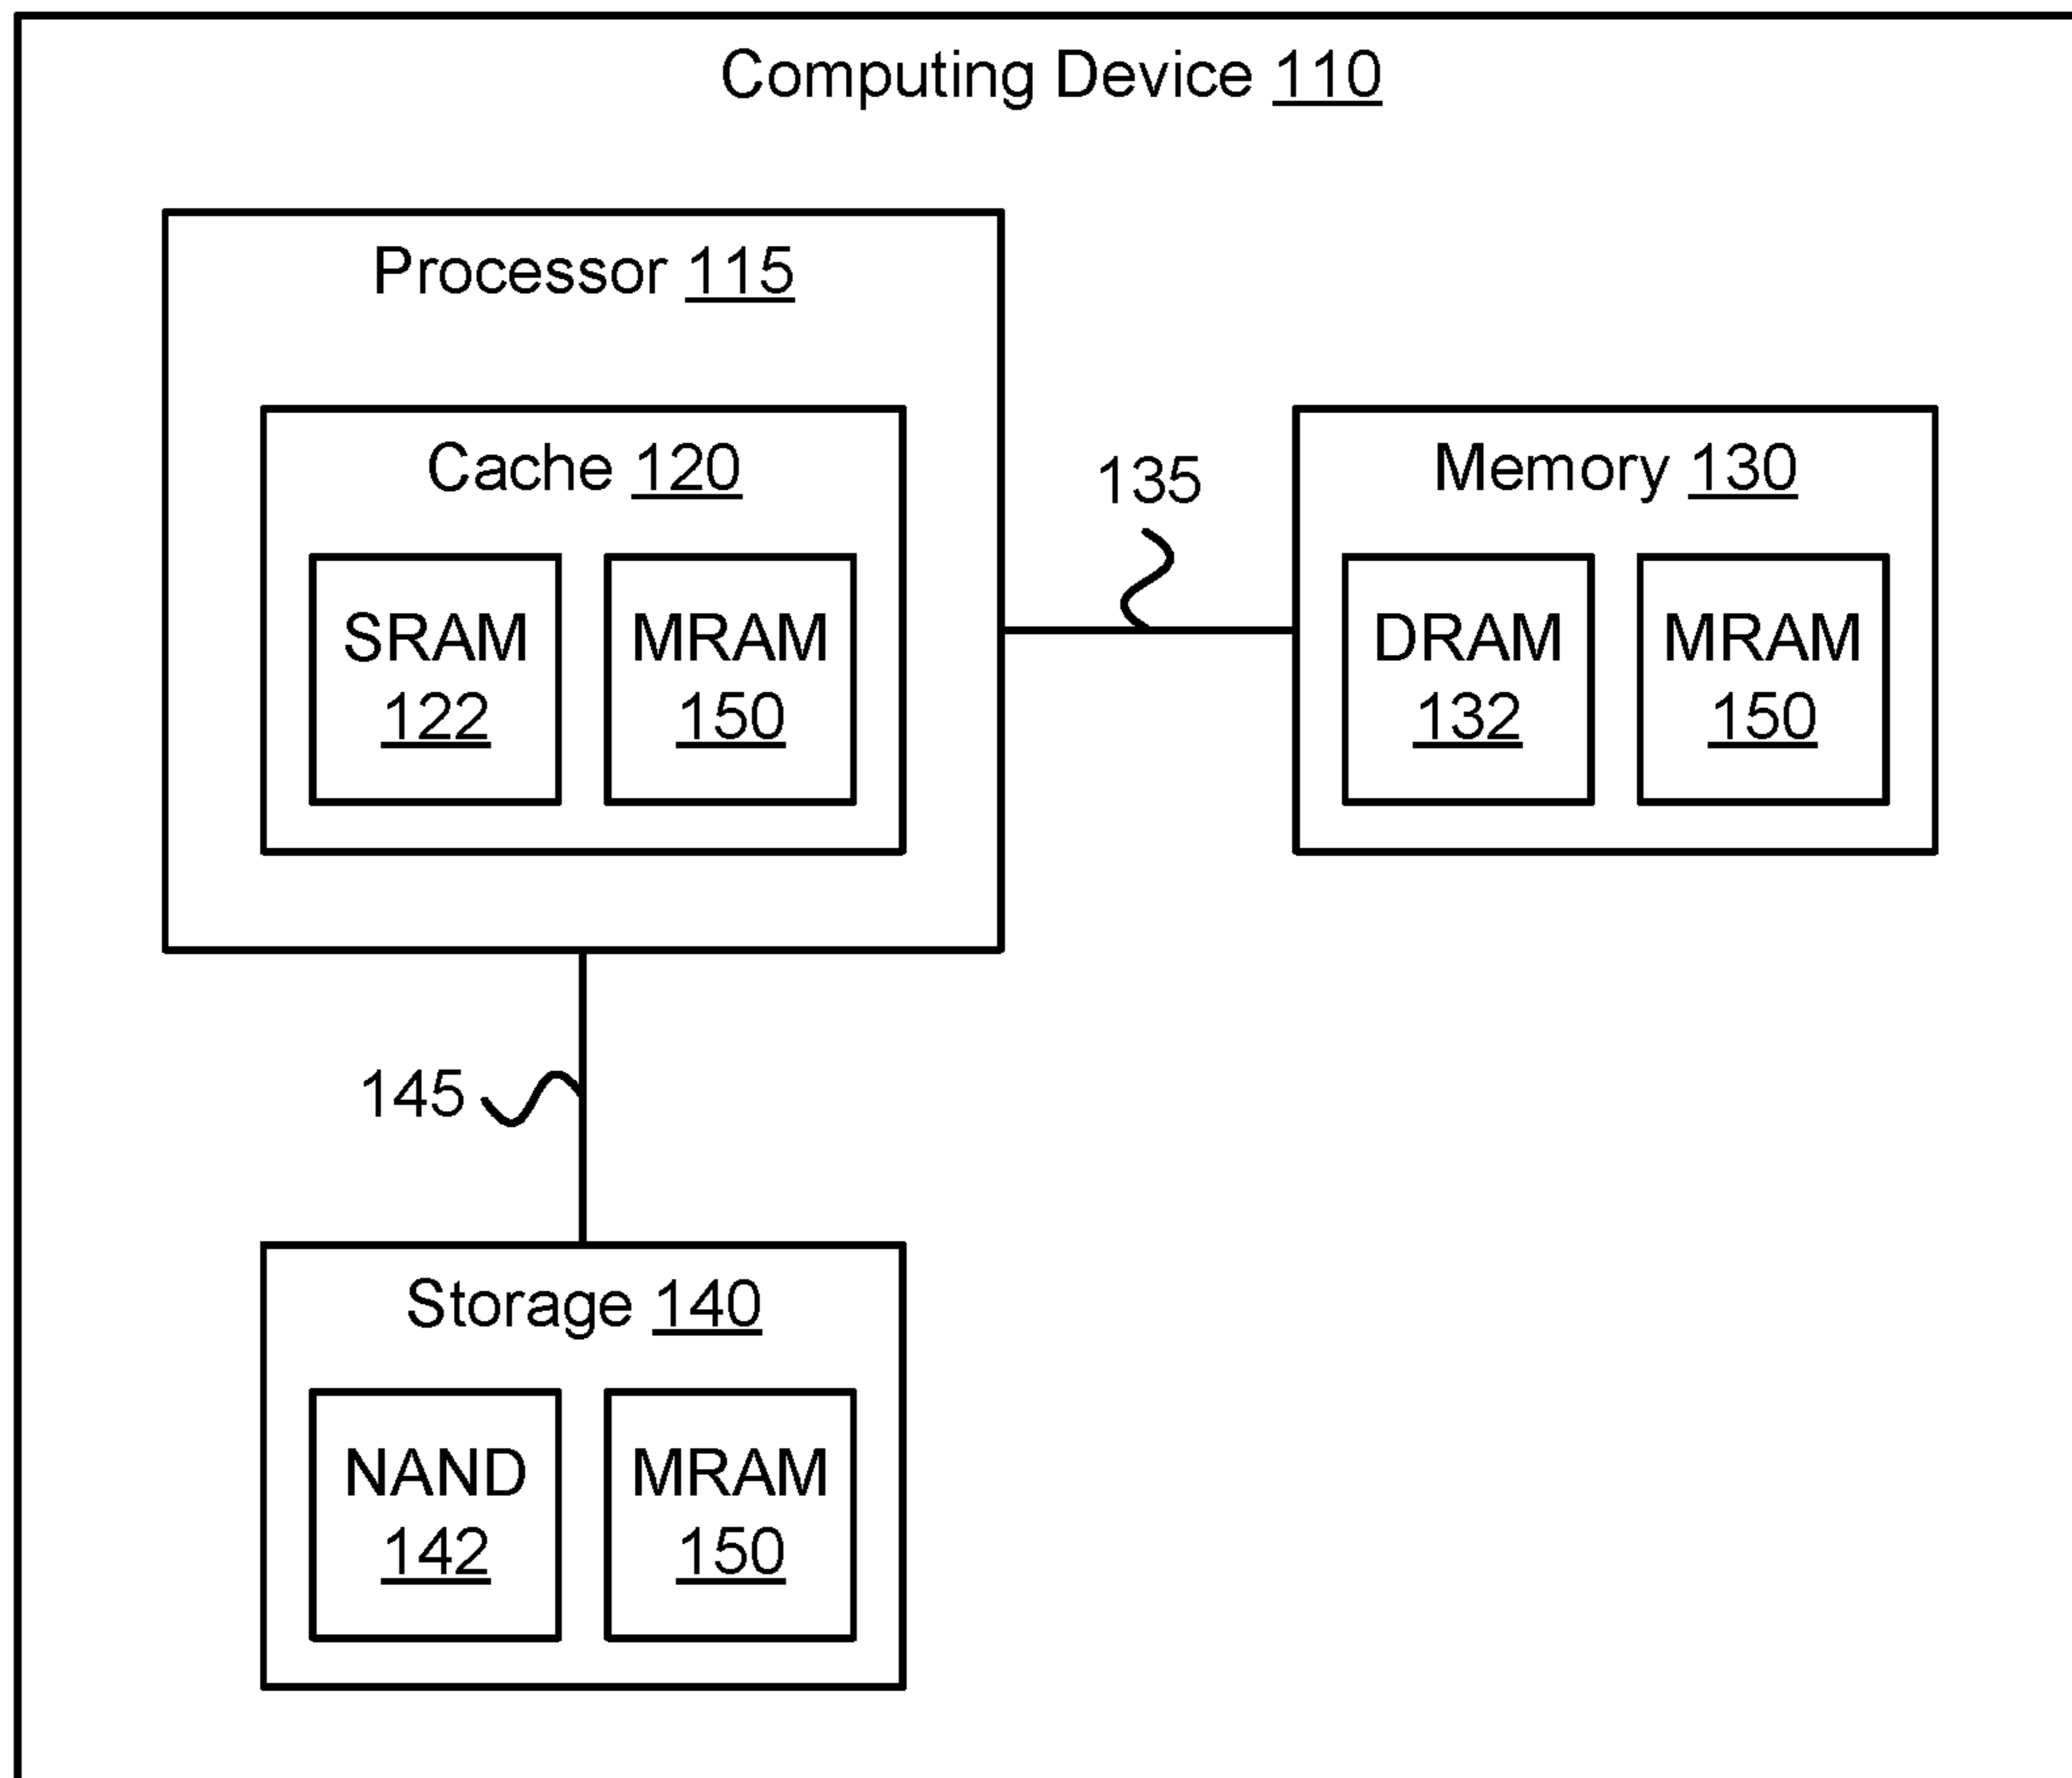 Computing Device 110
Processor 115
Cache 120
SRAM
122
MRAM
150
135
Memory 130
DRAM
132
MRAM
150
145
Storage 140
NAND
142
MRAM
150